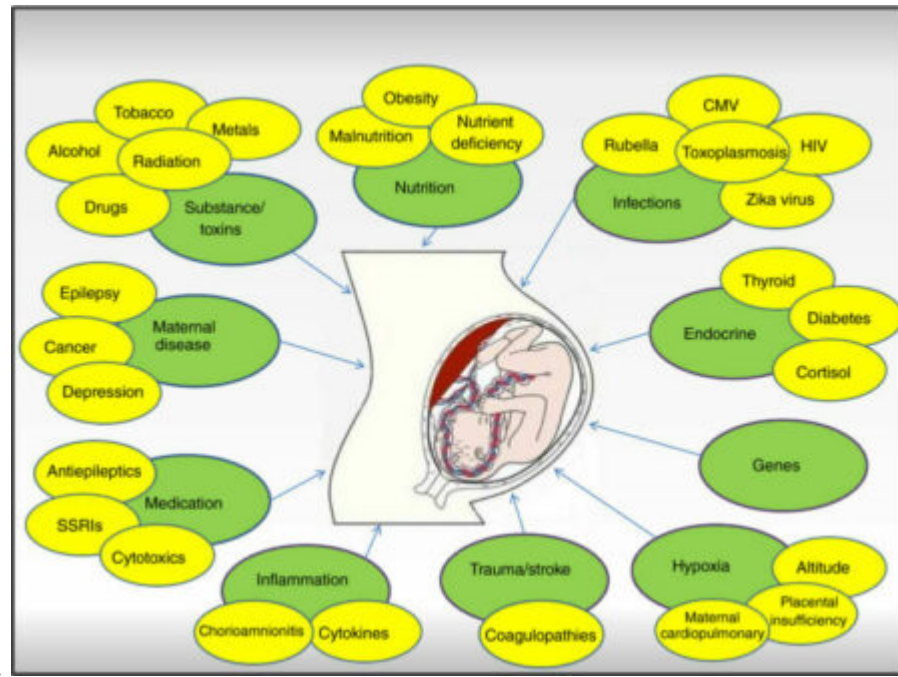 Tobacco
Metals
Alcohol
Radiation
Drugs
Substance/
toxins
Obesity
Malnutrition
Nutrient
deficiency
Nutrition
CMV
Rubella
Toxoplasmosis
HIV
Zika virus
Infections
Epilepsy
Cancer
Depression
Maternal
disease
Thyroid
Diabetes
Cortisol
Endocrine
Genes
Antiepileptics
SSRIs
Cytotoxics
Medication
Inflammation
Chorioamnionitis
Cytokines
Trauma/stroke
Coagulopathies
Hypoxia
Altitude
Placental
insufficiency
Maternal
cardiopulmonary